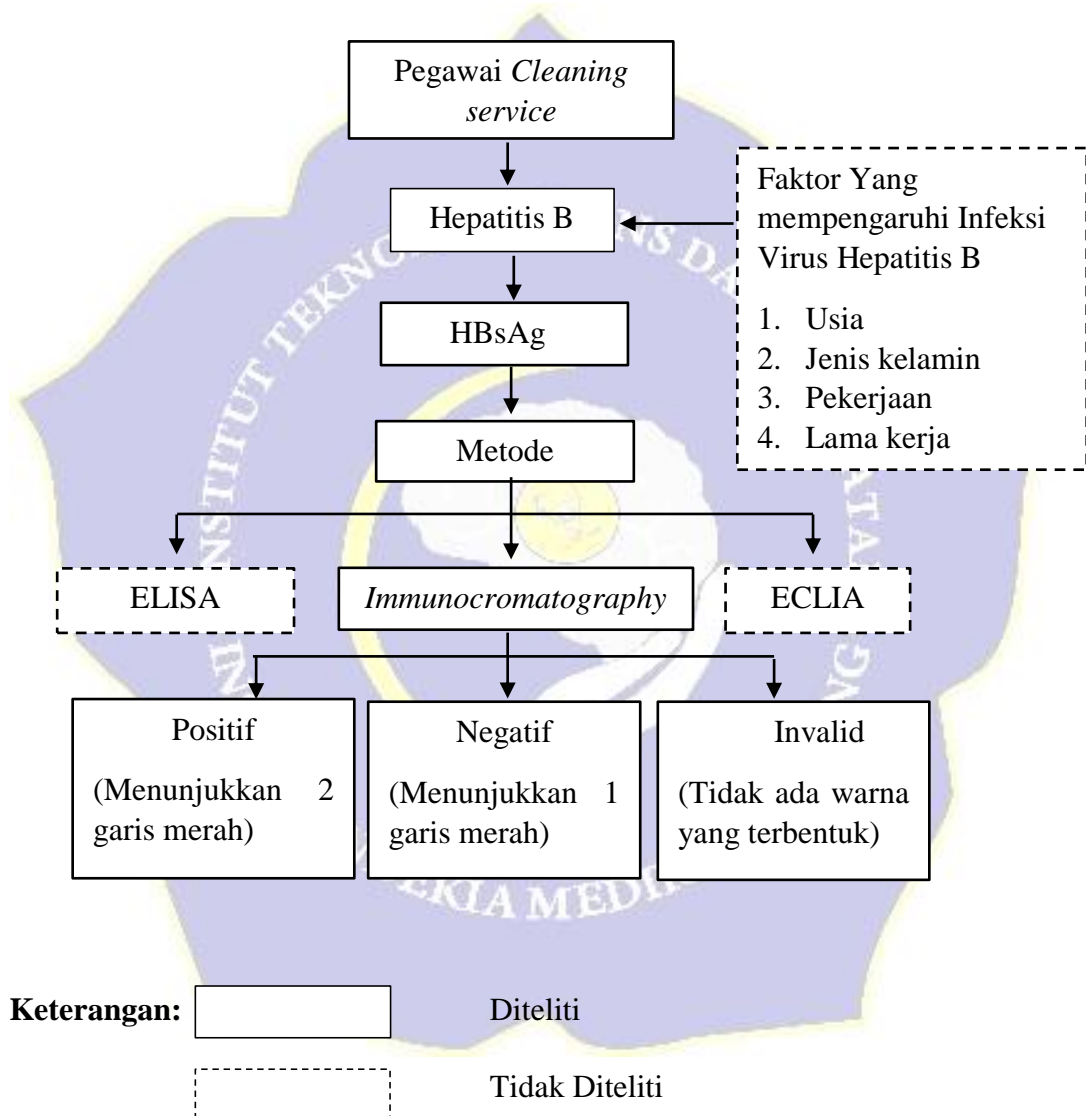 Pegawai Cleaning
service
Hepatitis B
Faktor Yang
mempengaruhi Infeksi
Virus Hepatitis B
1. Usia
2. Jenis kelamin
3. Pekerjaan
4. Lama kerja
HBsAg
Metode
ELISA
Immunocromatography
ECLIA
Positif
(Menunjukkan 2
garis merah)
Negatif
(Menunjukkan 1
garis merah)
Invalid
(Tidak ada warna
yang terbentuk)
Keterangan:
Diteliti
Tidak Diteliti